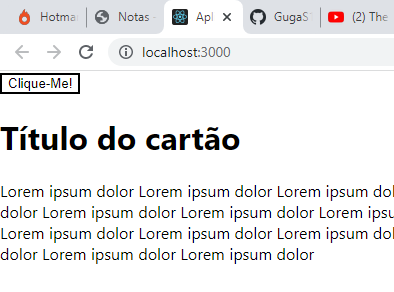 Hotma
Notas -
Apl
GugaS
(2) The
localhost:3000
Clique-Me!
Título do cartão
Lorem ipsum dolor Lorem ipsum dolor Lorem ipsum dol
dolor Lorem ipsum dolor Lorem ipsum dolor Lorem ipsu
Lorem ipsum dolor Lorem ipsum dolor Lorem ipsum dol
dolor Lorem ipsum dolor Lorem ipsum dolor